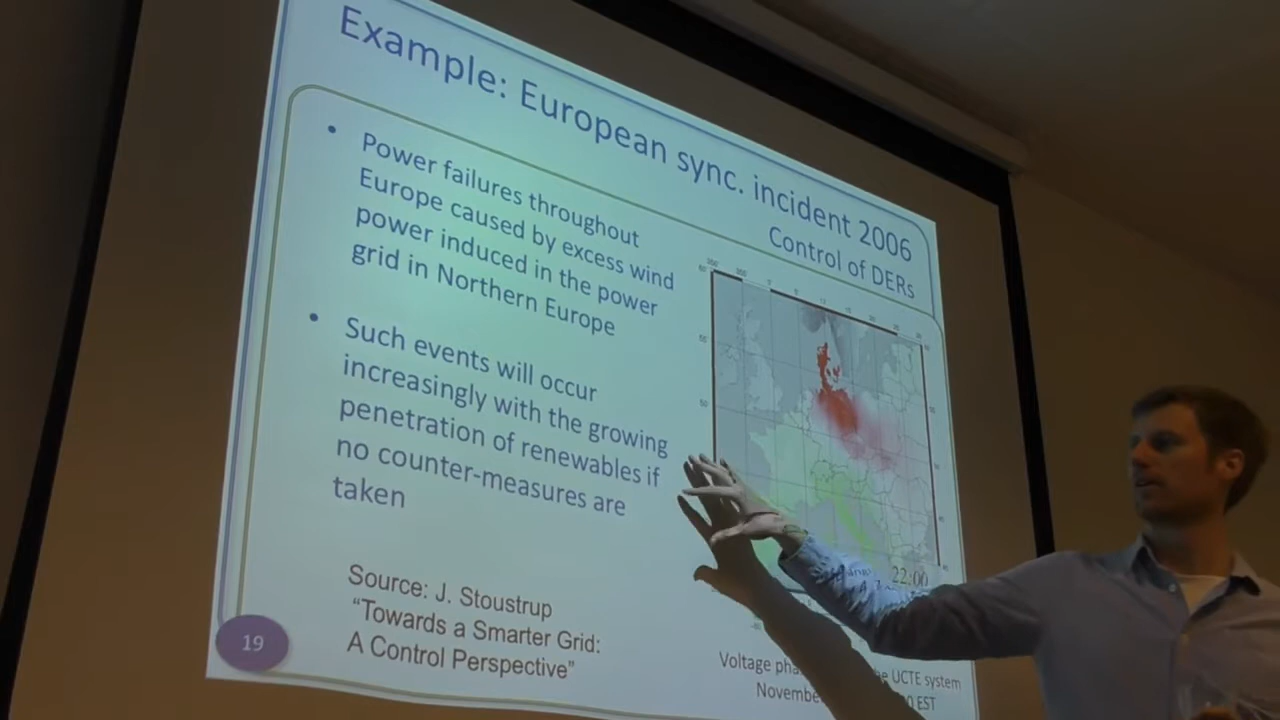 Example: European sync. incident 2006
Control of DERs
• Power failures throughout
Europe caused by excess wind
power induced in the power
grid in Northern Europe
• Such events will occur
increasingly with the growing
penetration of renewables if
no counter-measures are
taken
Source: J. Stoustrup
“Towards a Smarter Grid:
A Control Perspective”
19
22:00
Voltage UCTE system
EST